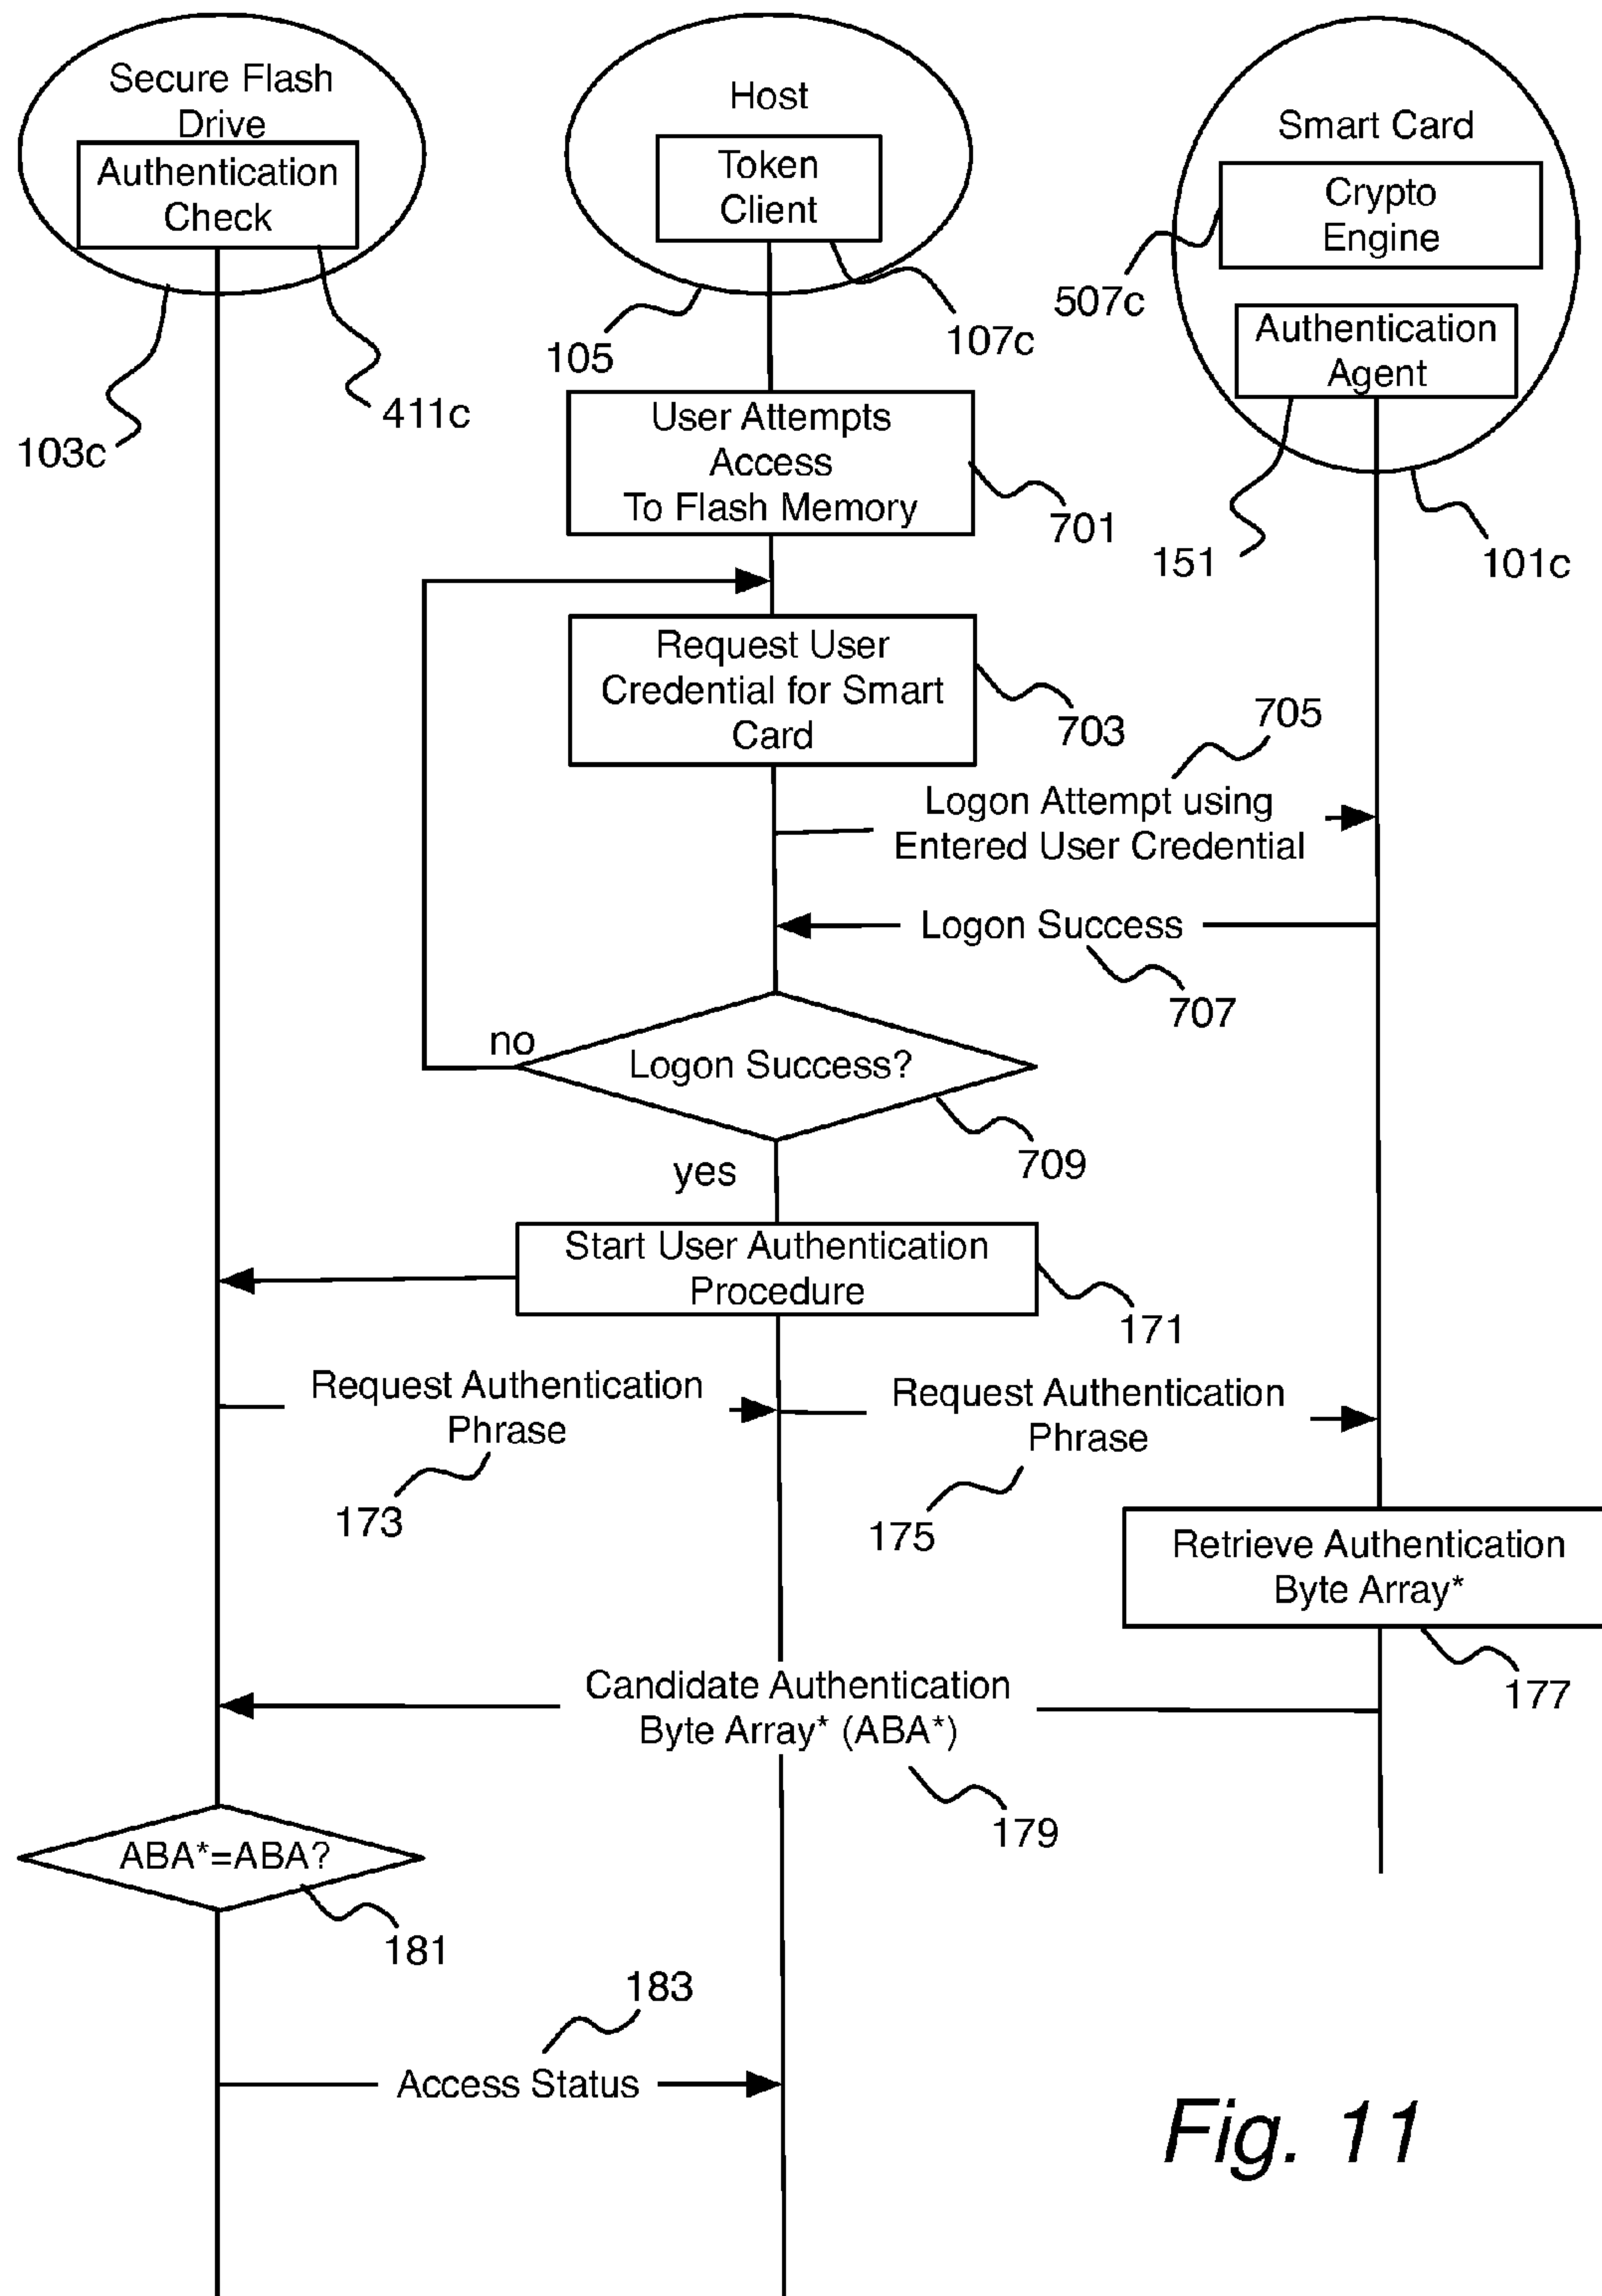 Secure Flash
Drive
Authentication
Check
Host
Token
Client
Smart Card
Crypto
Engine
Authentication
Agent
507c
107c
105
411c
103c
151
101c
User Attempts
Access
To Flash Memory
701
Request User
Credential for Smart
Card
703
705
Logon Attempt using
Entered User Credential
Logon Success
707
no
Logon Success?
709
yes
Start User Authentication
Procedure
171
Request Authentication
Phrase
173
Request Authentication
Phrase
175
Retrieve Authentication
Byte Array*
177
Candidate Authentication
Byte Array* (ABA*)
179
ABA*=ABA?
181
183
Access Status
Fig. 11